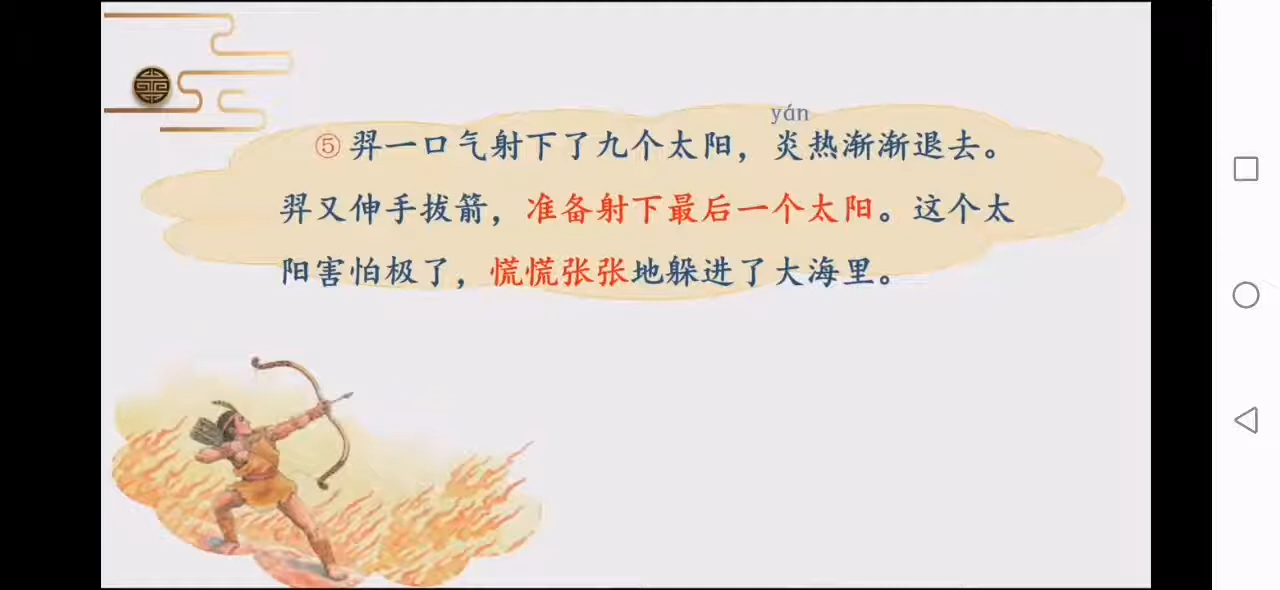 yán
⑤羿一口气射下了九个太阳，炎热渐渐退去。
羿又伸手拔箭，准备射下最后一个太阳。这个太
阳害怕极了，慌慌张张地躲进了大海里。